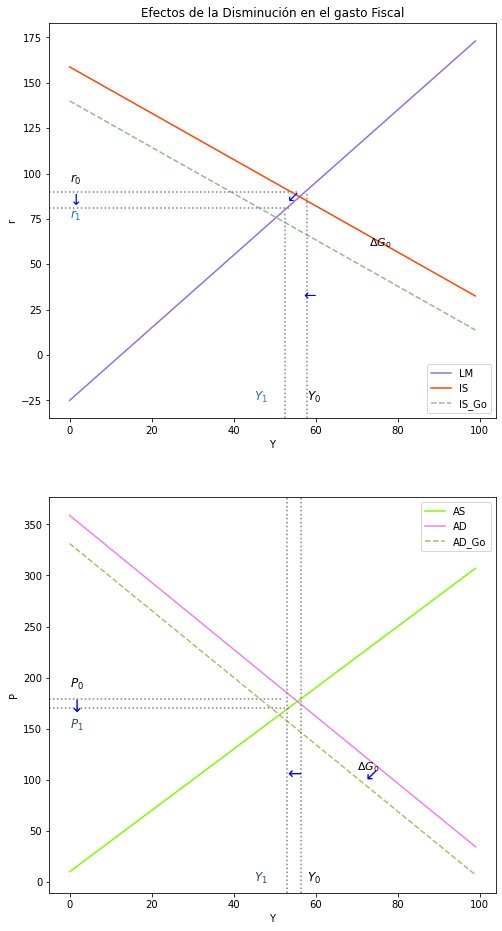 Efectos de la Disminución en el gasto Fiscal
175
150
125
100
75
50
25
0
−25
r
r₀
↓
r₁
↙
ΔG₀
←
Y₁ Y₀
LM
IS
IS_Go
0 20 40 60 80 100
Y
350
300
250
200
150
100
50
0
P
AS
AD
AD_Go
P₀
↓
P₁
ΔG₀
↙
←
Y₁ Y₀
0 20 40 60 80 100
Y